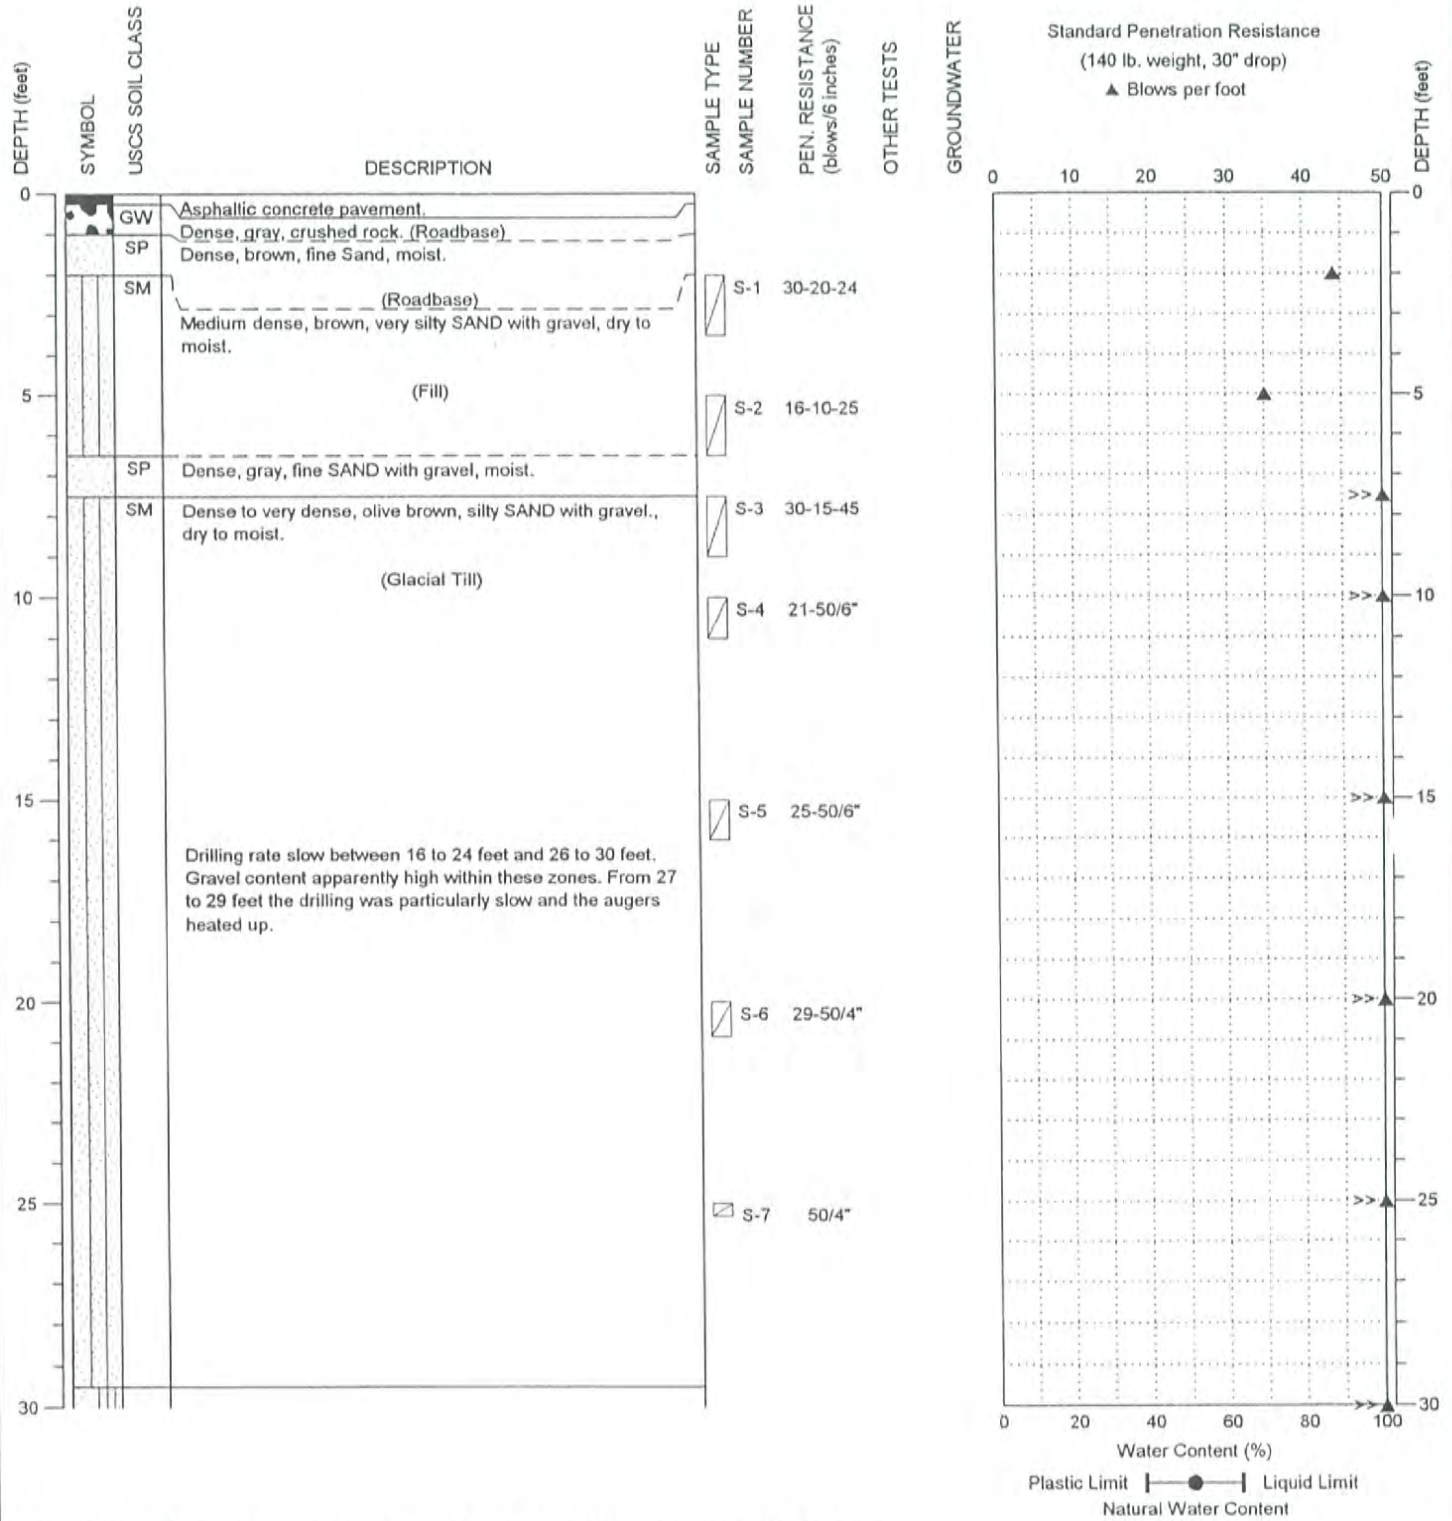 DEPTH (feet)
SYMBOL
USCS SOIL CLASS
DESCRIPTION
SAMPLE TYPE
SAMPLE NUMBER
PEN. RESISTANCE
(blows/6 inches)
OTHER TESTS
GROUNDWATER
Standard Penetration Resistance
(140 lb. weight, 30" drop)
▲ Blows per foot
DEPTH (feet)
0 10 20 30 40 50
0
GW Asphaltic concrete pavement.
Dense, gray, crushed rock. (Roadbase)
SP Dense, brown, fine Sand, moist.
SM (Roadbase)
S-1 30-20-24
Medium dense, brown, very silty SAND with gravel, dry to
moist.
(Fill)
5
S-2 16-10-25
5
SP Dense, gray, fine SAND with gravel, moist.
>>
SM Dense to very dense, olive brown, silty SAND with gravel.,
dry to moist.
S-3 30-15-45
(Glacial Till)
10
S-4 21-50/6"
>> 10
15
S-5 25-50/6"
>> 15
Drilling rate slow between 16 to 24 feet and 26 to 30 feet.
Gravel content apparently high within these zones. From 27
to 29 feet the drilling was particularly slow and the augers
heated up.
20
S-6 29-50/4"
>> 20
25
S-7 50/4"
>> 25
30
>> 30
0 20 40 60 80 100
Water Content (%)
Plastic Limit Liquid Limit
Natural Water Content